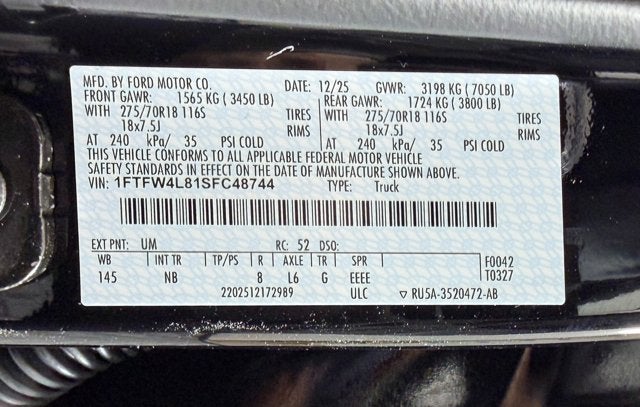 MFD. BY FORD MOTOR CO. DATE: 12/25 GVWR: 3198 KG ( 7050 LB)
FRONT GAWR: 1565 KG ( 3450 LB) REAR GAWR: 1724 KG ( 3800 LB)
WITH 275/70R18 116S TIRES WITH 275/70R18 116S TIRES
18x7.5J RIMS 18x7.5J RIMS
AT 240 kPa/ 35 PSI COLD AT 240 kPa/ 35 PSI COLD
THIS VEHICLE CONFORMS TO ALL APPLICABLE FEDERAL MOTOR VEHICLE
SAFETY STANDARDS IN EFFECT ON THE DATE OF MANUFACTURE SHOWN ABOVE.
VIN: 1FTFW4L81SFC48744 TYPE: Truck
EXT PNT: UM RC: 52 DSO:
WB INT TR TP/PS R AXLE TR SPR F0042
145 NB 8 L6 G EEEE T0327
2202512172989 ULC ▽ RU5A-3520472-AB